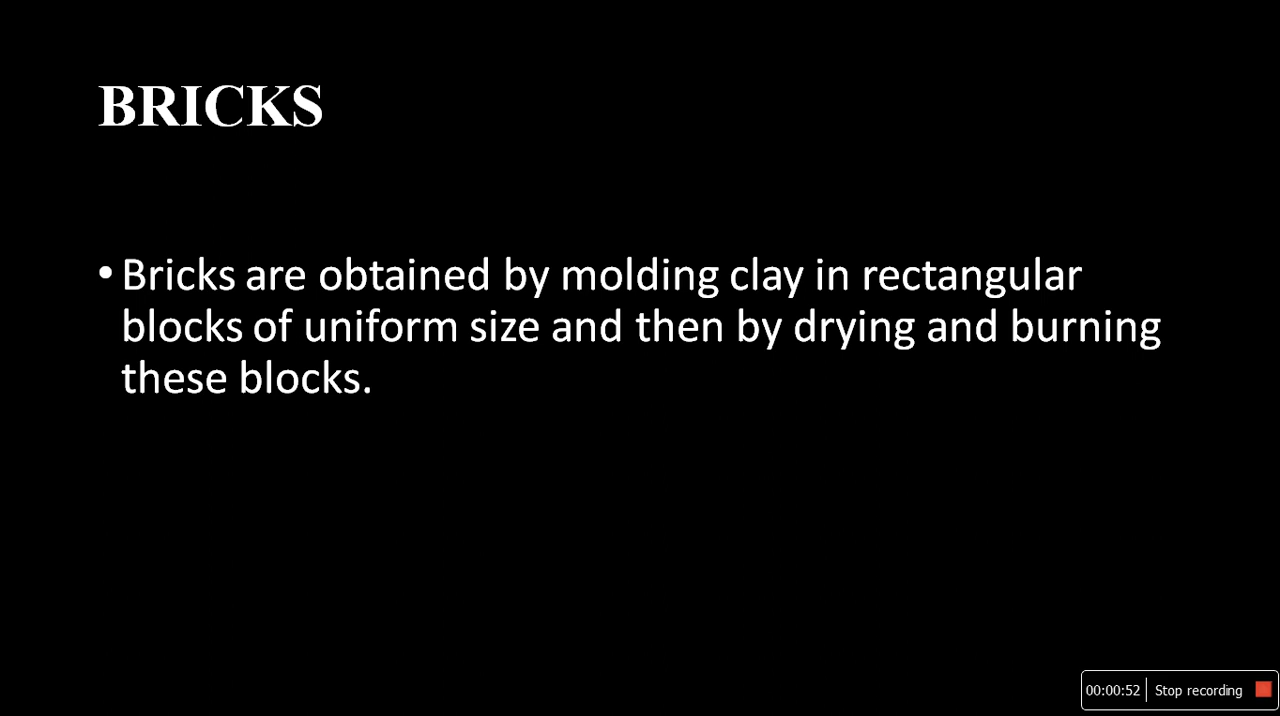 BRICKS
• Bricks are obtained by molding clay in rectangular
blocks of uniform size and then by drying and burning
these blocks.
00:00:52 Stop recording